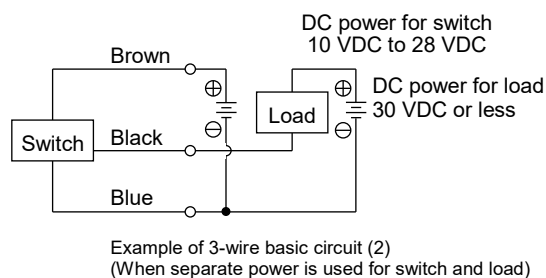 DC power for switch
10 VDC to 28 VDC
Brown
⊕
⊖
Load
⊕
⊖
DC power for load
30 VDC or less
Switch
Black
Blue
Example of 3-wire basic circuit (2)
(When separate power is used for switch and load)